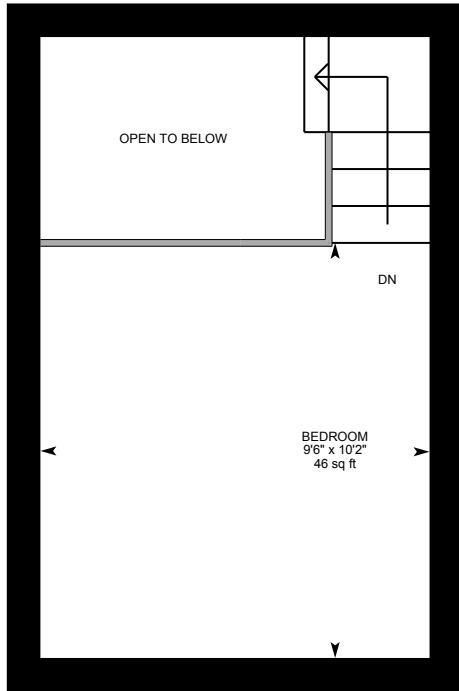 OPEN TO BELOW
DN
BEDROOM
9'6" x 10'2"
46 sq ft